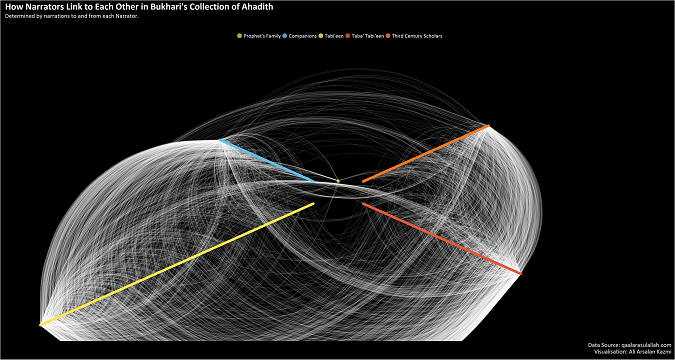 How Narrators Link to Each Other in Bukhari's Collection of Ahadith
Determined by narrations to and from each Narrator.
Prophet's Family Companions Tabi'een Taba' Tabi'een Third Century Scholars
Data Source: qaalarasulallah.com
Visualisation: Ali Arsalan Kazmi